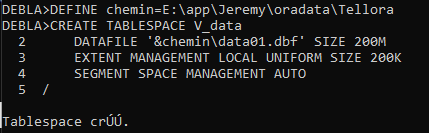 DEBLA>DEFINE chemin=E:\app\Jeremy\oradata\Tellora
DEBLA>CREATE TABLESPACE V_data
2 DATAFILE '&chemin\data01.dbf' SIZE 200M
3 EXTENT MANAGEMENT LOCAL UNIFORM SIZE 200K
4 SEGMENT SPACE MANAGEMENT AUTO
5 /
Tablespace crÚÚ.